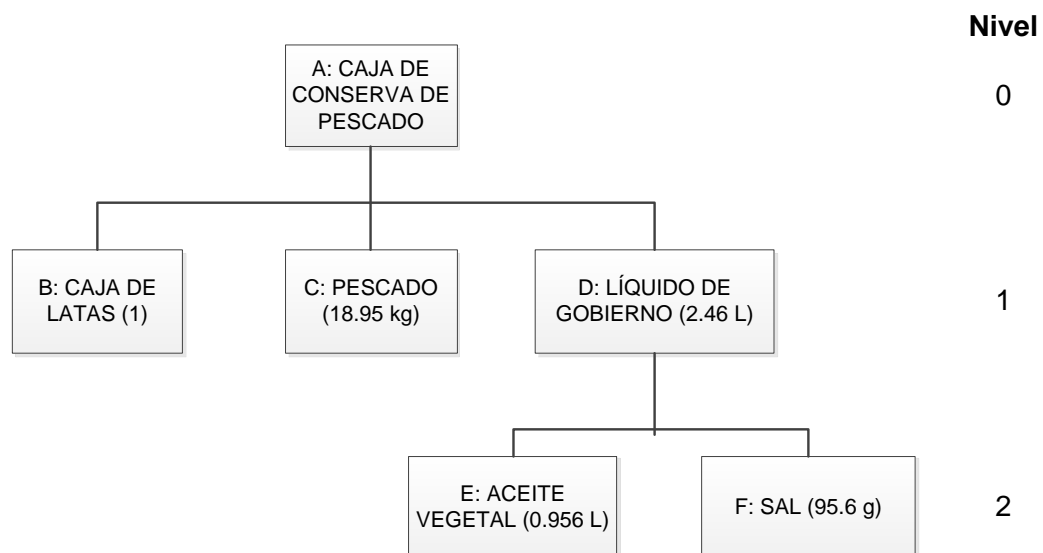 Nivel
A: CAJA DE
CONSERVA DE
PESCADO
0
B: CAJA DE
LATAS (1)
C: PESCADO
(18.95 kg)
D: LÍQUIDO DE
GOBIERNO (2.46 L)
1
E: ACEITE
VEGETAL (0.956 L)
F: SAL (95.6 g)
2